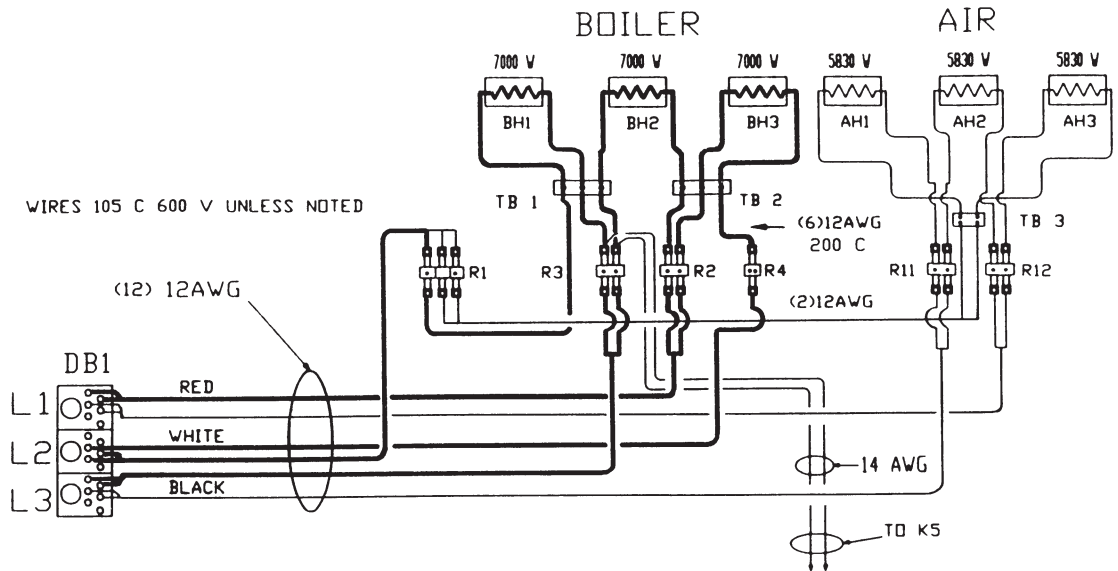 BOILER AIR
7000 W 7000 W 7000 W 5830 W 5830 W 5830 W
BH1 BH2 BH3 AH1 AH2 AH3
TB 1 TB 2 TB 3
WIRES 105 C 600 V UNLESS NOTED
(6)12AWG
200 C
R1 R3 R2 R4 R11 R12
(12) 12AWG
(2)12AWG
DB1
L1 RED
L2 WHITE
L3 BLACK
14 AWG
TO K5